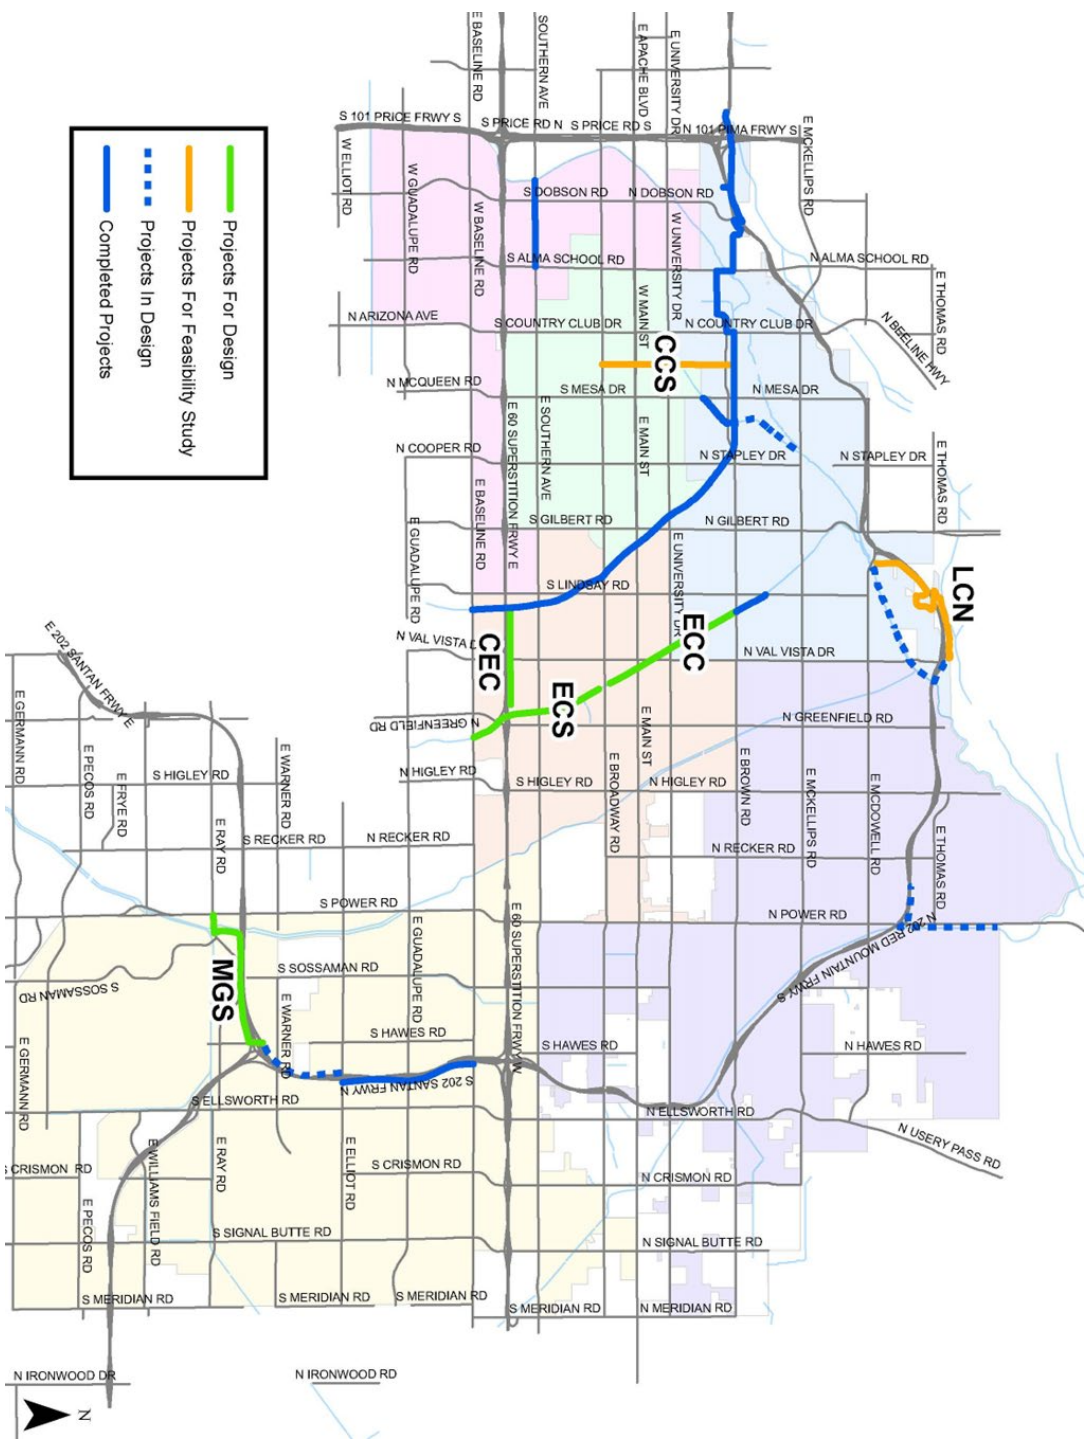 E BASELINE RD
SOUTHERN AVE
E APACHE BLVD
E UNIVERSITY DR
S 101 PRICE FRWY S
S PRICE RD N
S PRICE RD S
N 101 PIMA FRWY S
E MCKELLIPS RD
W ELLIOT RD
W GUADALUPE RD
W BASELINE RD
S DOBSON RD
N DOBSON RD
W UNIVERSITY DR
S ALMA SCHOOL RD
N ALMA SCHOOL RD
E THOMAS RD
N ARIZONA AVE
S COUNTRY CLUB DR
W MAIN ST
N COUNTRY CLUB DR
N BEELINE HWY
CCS
N MCQUEEN RD
S MESA DR
N MESA DR
E 60 SUPERSTITION FRWY E
E SOUTHERN AVE
E MAIN ST
N COOPER RD
N STAPLEY DR
N STAPLEY DR
E THOMAS RD
E BASELINE RD
E GUADALUPE RD
S GILBERT RD
N GILBERT RD
E UNIVERSITY DR
S LINDSAY RD
LCN
ECC
CEC
ECS
N VAL VISTA D
N VAL VISTA DR
N GREENFIELD RD
N GREENFIELD RD
E 202 SANTAN FRWY E
E GERMANN RD
E PECOS RD
E FRYE RD
S HIGLEY RD
E WARNER RD
N HIGLEY RD
S HIGLEY RD
E BROADWAY RD
E MAIN ST
N HIGLEY RD
E BROWN RD
E MCKELLIPS RD
E MCDOWELL RD
E THOMAS RD
E RAY RD
S RECKER RD
N RECKER RD
N RECKER RD
S POWER RD
N POWER RD
N 202 RED MOUNTAIN FRWY S
E GUADALUPE RD
E 60 SUPERSTITION FRWY W
S SOSSAMAN RD
S SOSSAMAN RD
MGS
E WARNER RD
S HAWES RD
S HAWES RD
N HAWES RD
E GERMANN RD
S 202 SANTAN FRWY N
S ELLSWORTH RD
N ELLSWORTH RD
N USERY PASS RD
S CRISMON RD
E WILLIAMS FIELD RD
E RAY RD
E ELLIOT RD
S CRISMON RD
N CRISMON RD
E PECOS RD
S SIGNAL BUTTE RD
N SIGNAL BUTTE RD
S MERIDIAN RD
S MERIDIAN RD
S MERIDIAN RD
S MERIDIAN RD
N MERIDIAN RD
N IRONWOOD DR
N IRONWOOD RD
N
Projects For Design
Projects For Feasibility Study
Projects In Design
Completed Projects